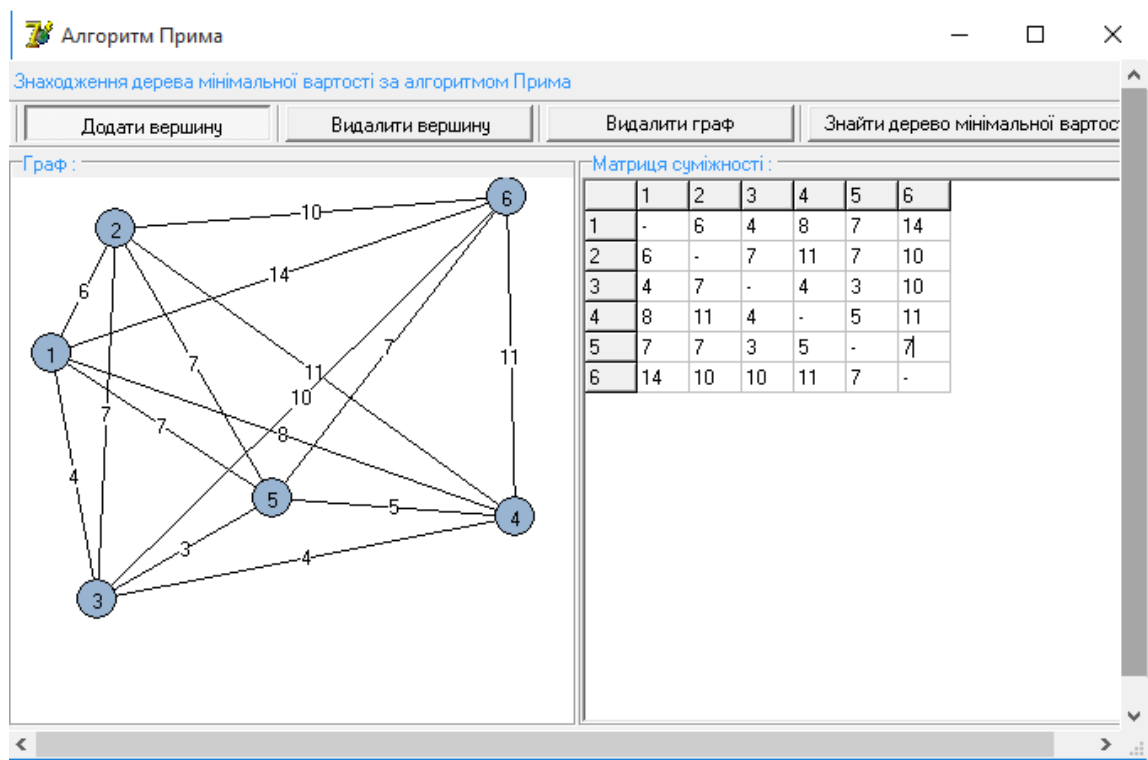 Алгоритм Прима
Знаходження дерева мінімальної вартості за алгоритмом Прима
Додати вершину Видалити вершину Видалити граф Знайти дерево мінімальної вартос
Граф :
6
10
2
14
6
1
7
7
11
11
10
7
7
8
4
5
5
4
3
4
3
Матриця суміжності :
1 2 3 4 5 6
1 - 6 4 8 7 14
2 6 - 7 11 7 10
3 4 7 - 4 3 10
4 8 11 4 - 5 11
5 7 7 3 5 - 7
6 14 10 10 11 7 -